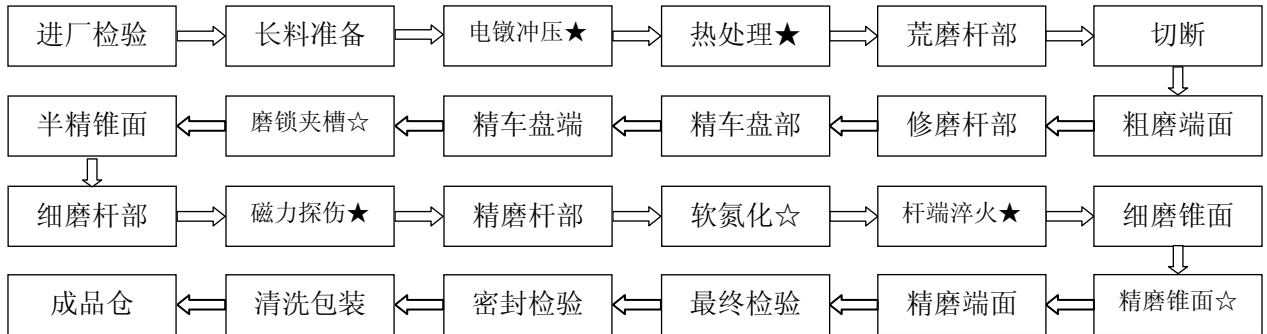 进厂检验 长料准备 电镦冲压★ 热处理★ 荒磨杆部 切断
半精锥面 磨锁夹槽☆ 精车盘端 精车盘部 修磨杆部 粗磨端面
细磨杆部 磁力探伤★ 精磨杆部 软氮化☆ 杆端淬火★ 细磨锥面
成品仓 清洗包装 密封检验 最终检验 精磨端面 精磨锥面☆